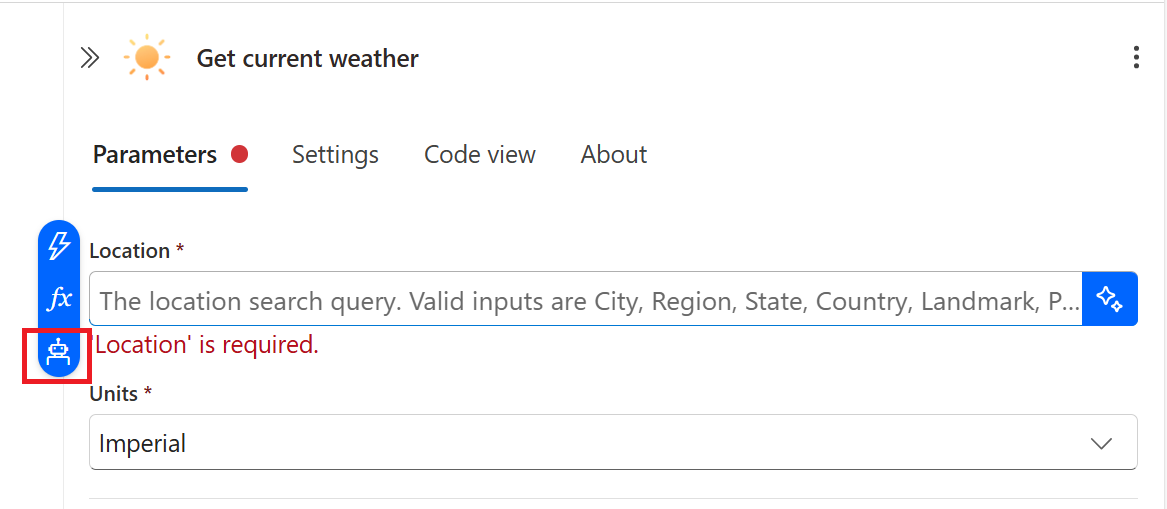 Get current weather
Parameters Settings Code view About
Location *
fx The location search query. Valid inputs are City, Region, State, Country, Landmark, P...
'Location' is required.
Units *
Imperial